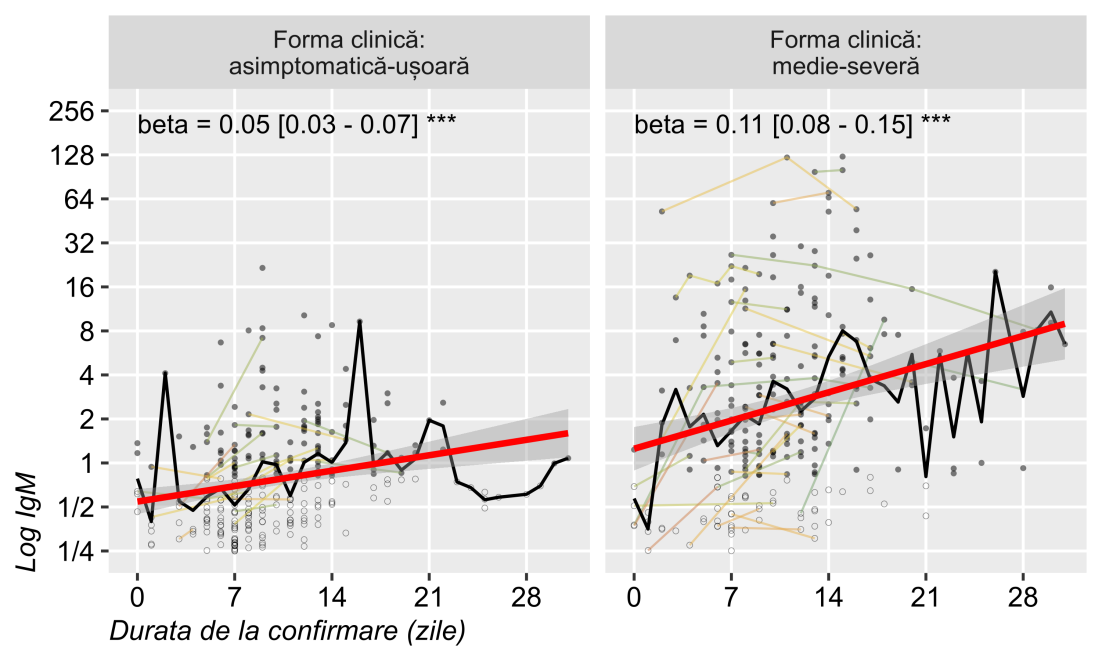 Forma clinică:
asimptomatică-ușoară
Forma clinică:
medie-severă
beta = 0.05 [0.03 - 0.07] ***
beta = 0.11 [0.08 - 0.15] ***
256
128
64
32
16
8
4
2
1
1/2
1/4
Log IgM
0 7 14 21 28
0 7 14 21 28
Durata de la confirmare (zile)